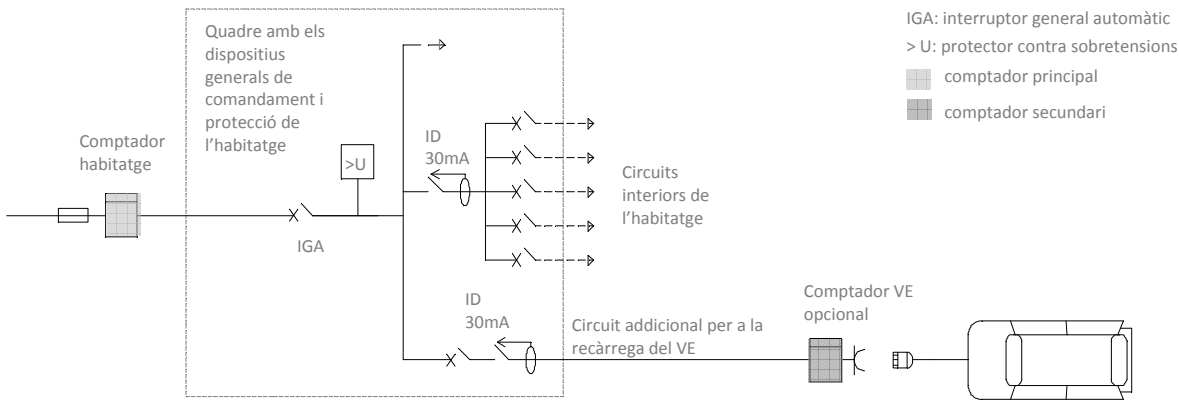 Quadre amb els
dispositius
generals de
comandament i
protecció de
l'habitatge
IGA: interruptor general automàtic
> U: protector contra sobretensions
comptador principal
comptador secundari
Comptador
habitatge
>U
ID
30mA
Circuits
interiors de
l'habitatge
IGA
ID
30mA
Circuit addicional per a la
recàrrega del VE
Comptador VE
opcional